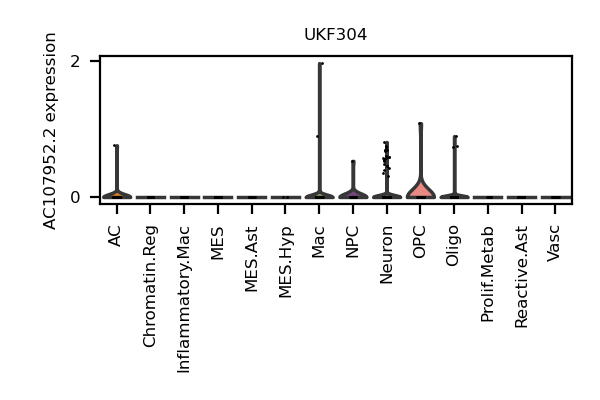 UKF304
AC107952.2 expression
2
0
AC
Chromatin.Reg
Inflammatory.Mac
MES
MES.Ast
MES.Hyp
Mac
NPC
Neuron
OPC
Oligo
Prolif.Metab
Reactive.Ast
Vasc